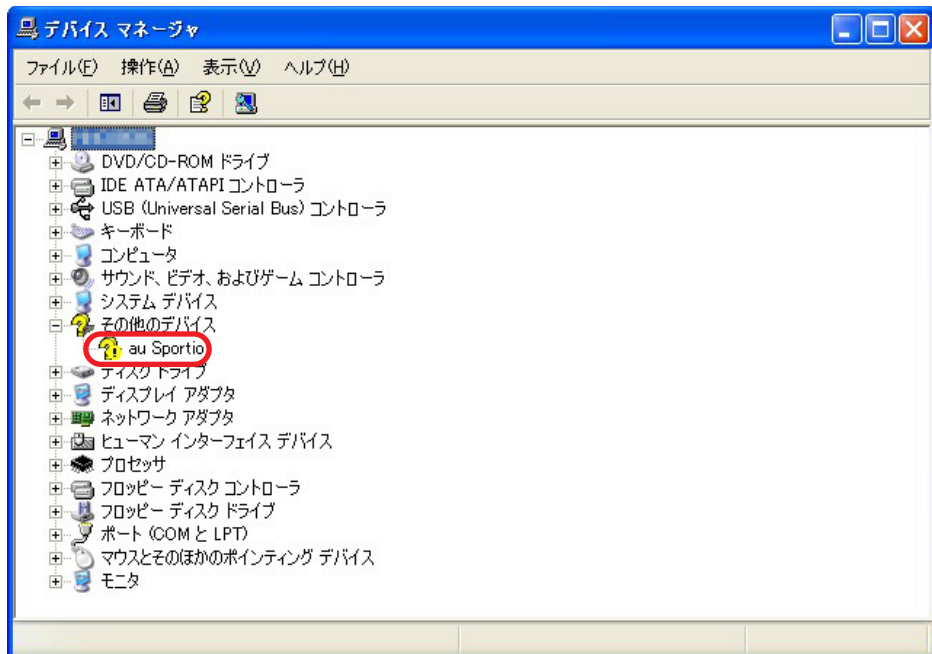 デバイス マネージャ
ファイル(F) 操作(A) 表示(V) ヘルプ(H)
DVD/CD-ROM ドライブ
IDE ATA/ATAPI コントローラ
USB (Universal Serial Bus) コントローラ
キーボード
コンピュータ
サウンド、ビデオ、およびゲーム コントローラ
システム デバイス
その他のデバイス
au Sportio
ディスク ドライブ
ディスプレイ アダプタ
ネットワーク アダプタ
ヒューマン インターフェイス デバイス
プロセッサ
フロッピー ディスク コントローラ
フロッピー ディスク ドライブ
ポート (COM と LPT)
マウスとそのほかのポインティング デバイス
モニタ